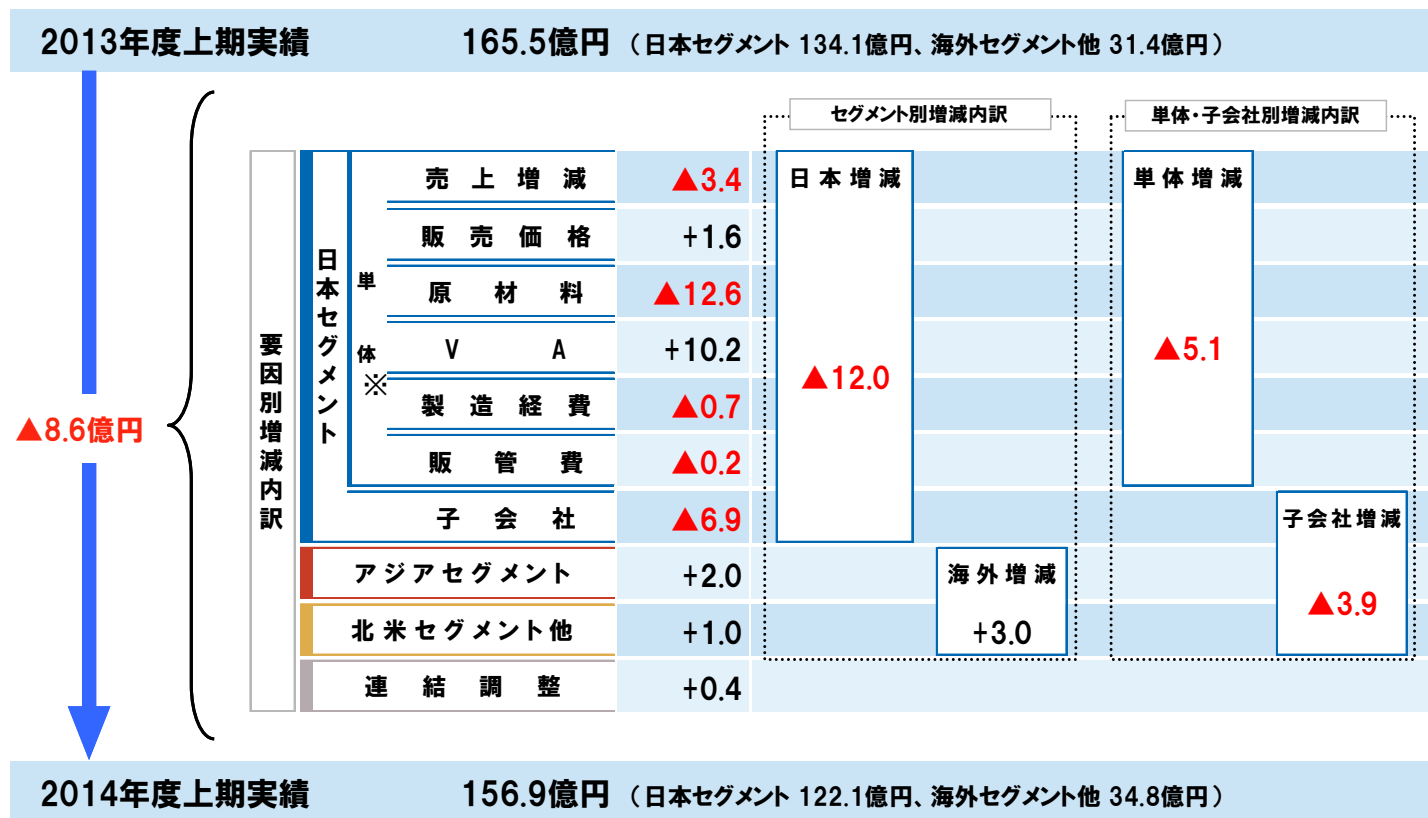 2013年度上期実績 165.5億円 (日本セグメント 134.1億円、海外セグメント他 31.4億円)
セグメント別増減内訳 単体・子会社別増減内訳
▲8.6億円
要因別増減内訳
日本セグメント
単体※
売上増減 ▲3.4
販売価格 +1.6
原材料 ▲12.6
VA +10.2
製造経費 ▲0.7
販管費 ▲0.2
子会社 ▲6.9
アジアセグメント +2.0
北米セグメント他 +1.0
連結調整 +0.4
日本増減
▲12.0
海外増減
+3.0
単体増減
▲5.1
子会社増減
▲3.9
2014年度上期実績 156.9億円 (日本セグメント 122.1億円、海外セグメント他 34.8億円)